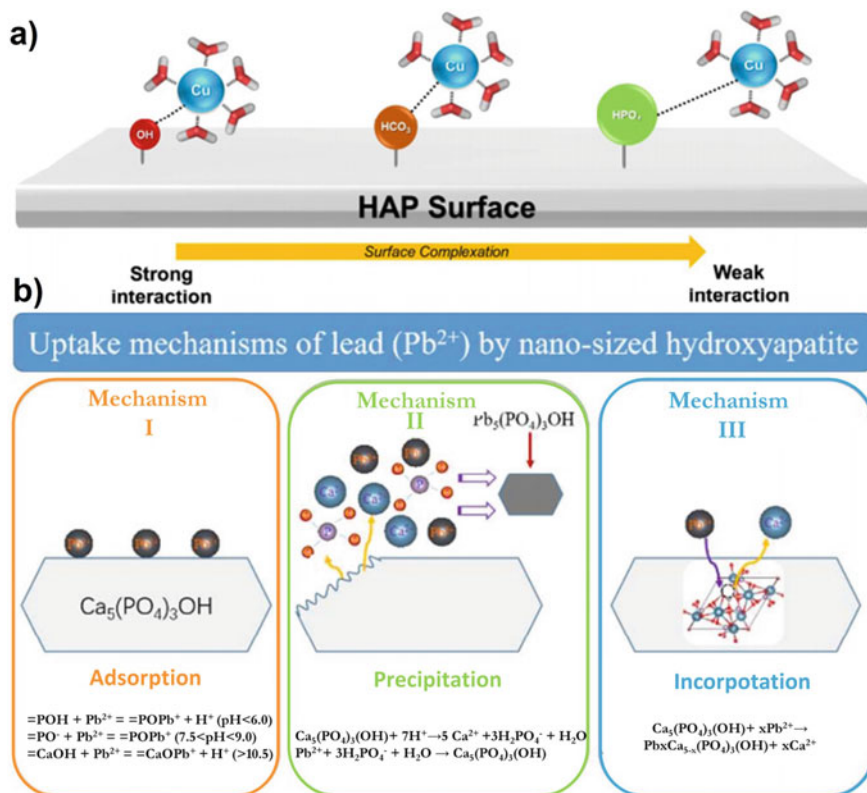 a)
Cu
Cu
Cu
OH
HCO₃
HAP Surface
Surface Complexation
Strong
interaction
Weak
interaction
b)
Uptake mechanisms of lead (Pb²⁺) by nano-sized hydroxyapatite
Mechanism
I
Ca₅(PO₄)₃OH
Adsorption
=POH + Pb²⁺ = =POPb⁺ + H⁺ (pH<6.0)
=PO⁻ + Pb²⁺ = =POPb⁺ (7.5<pH<9.0)
=CaOH + Pb²⁺ = =CaOPb⁺ + H⁺ (>10.5)
Mechanism
II
Pb₅(PO₄)₃OH
Precipitation
Ca₅(PO₄)₃(OH)+ 7H⁺→5 Ca²⁺ +3H₂PO₄⁻ + H₂O
Pb²⁺+ 3H₂PO₄⁻ + H₂O → Ca₅(PO₄)₃(OH)
Mechanism
III
Incorpotation
Ca₅(PO₄)₃(OH)+ xPb²⁺→
PbxCa₅₋ₓ(PO₄)₃(OH)+ xCa²⁺